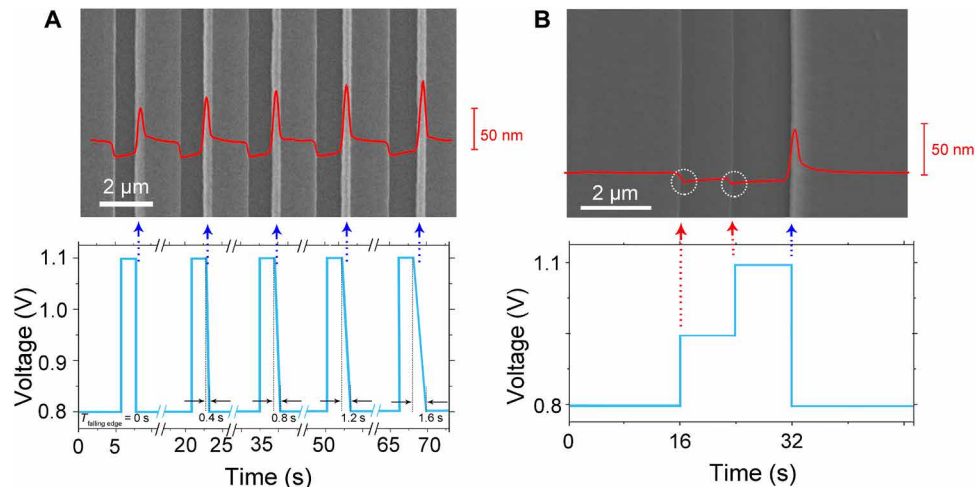 A
50 nm
2 µm
Voltage (V)
1.1
1.0
0.9
0.8
T falling edge = 0 s
0.4 s
0.8 s
1.2 s
1.6 s
0 5 20 25 35 40 50 55 65 70
Time (s)
B
50 nm
2 µm
Voltage (V)
1.1
0.8
0 16 32
Time (s)